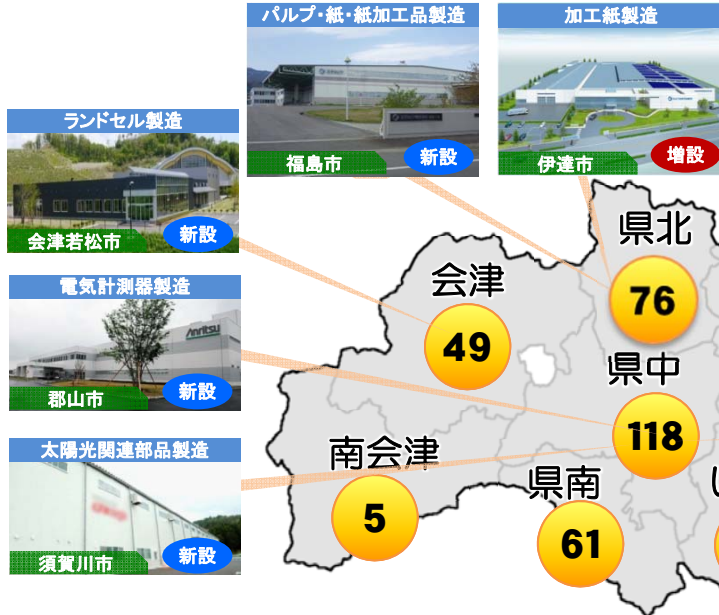 パルプ・紙・紙加工品製造
福島市
新設
加工紙製造
伊達市
増設
ランドセル製造
会津若松市
新設
電気計測器製造
Anritsu
郡山市
新設
太陽光関連部品製造
須賀川市
新設
県北
76
会津
49
県中
118
南会津
5
県南
61